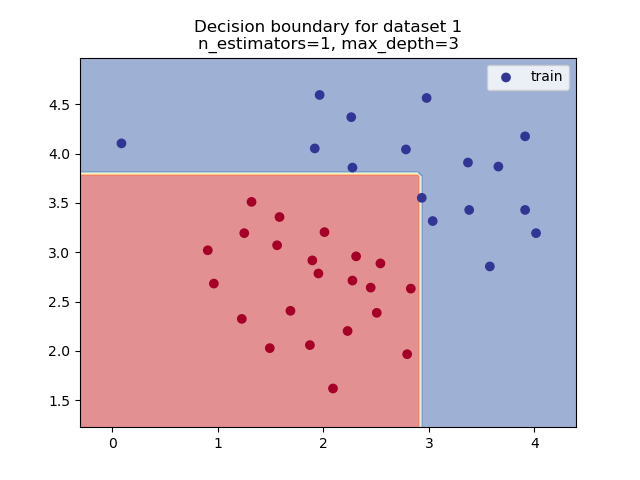 Decision boundary for dataset 1
n_estimators=1, max_depth=3
train
4.5
4.0
3.5
3.0
2.5
2.0
1.5
0 1 2 3 4